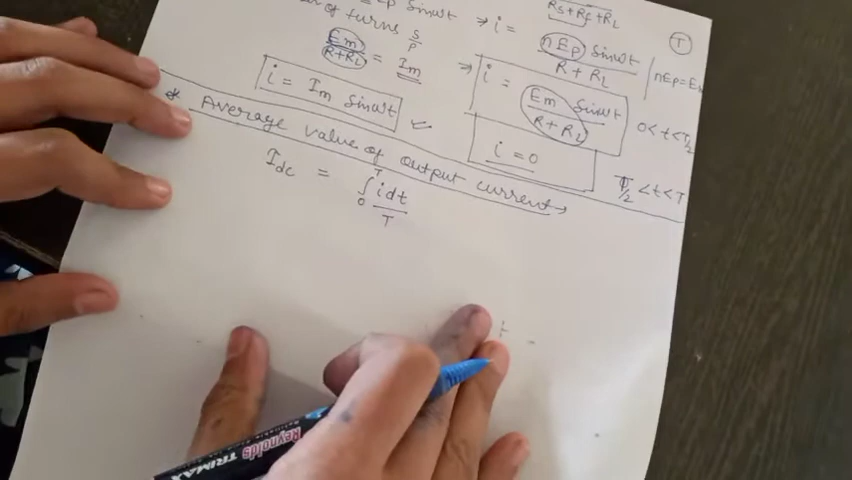 Ep Sinωt → i =
Rs+Rf+RL
of turns S/P
nEp Sinωt / R+RL
nEp=Em
T
Em / R+RL = Im
→ i = Em Sinωt / R+RL
0<t<T/2
i = Im Sinωt
i = 0
T/2 <t<T
* Average value of output current →
Idc = ∫₀ᵀ idt / T
Reynolds
TRIMAX